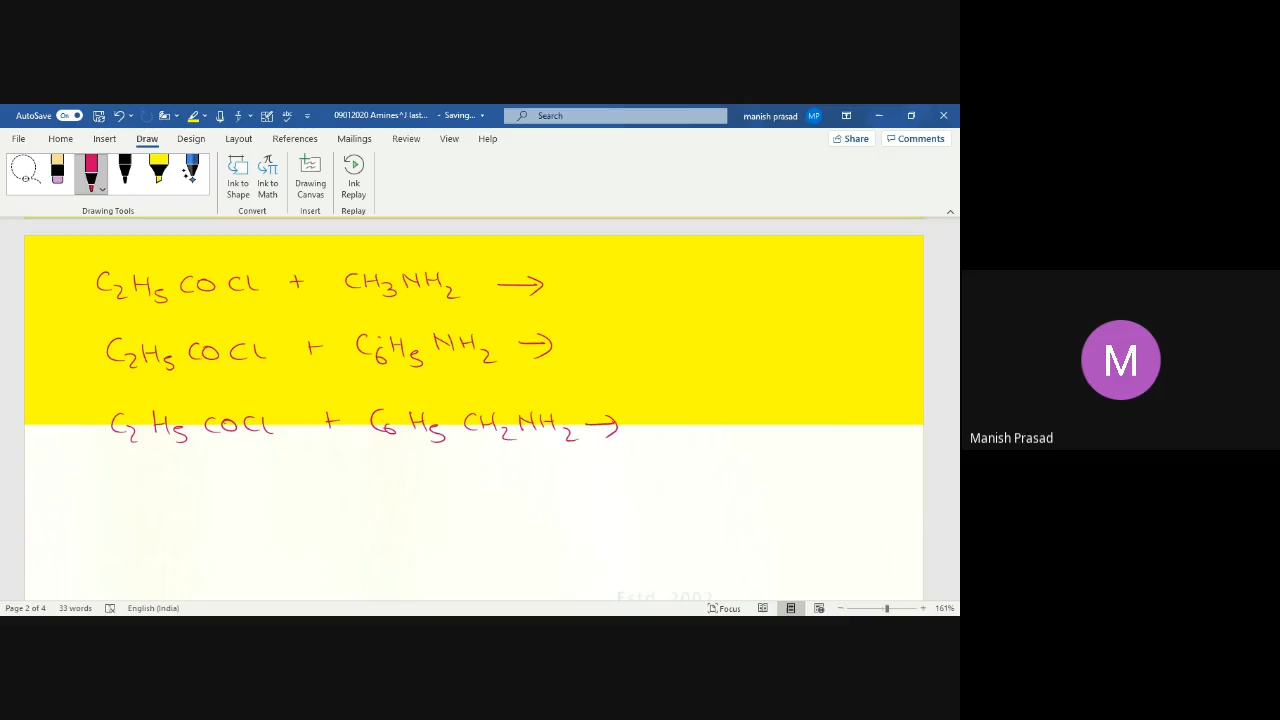 AutoSave On 09012020 Amines^J last... - Saving... Search manish prasad MP
File Home Insert Draw Design Layout References Mailings Review View Help Share Comments
Ink to Shape Ink to Math Drawing Canvas Ink Replay
Drawing Tools Convert Insert Replay
C2H5COCl + CH3NH2 →
C2H5COCl + C6H5NH2 →
C2H5COCl + C6H5CH2NH2 →
M
Manish Prasad
Estd. 2002
Page 2 of 4 33 words English (India) Focus 161%